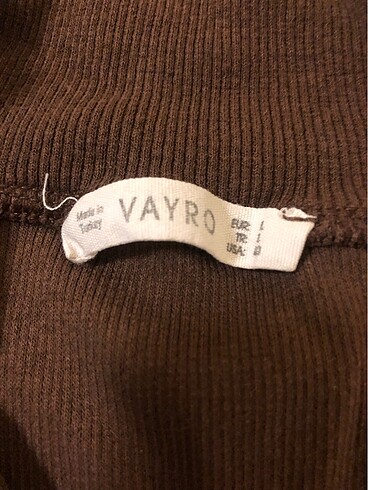 Made in
Turkey
VAYRO
EUR: L
TR: L
USA: